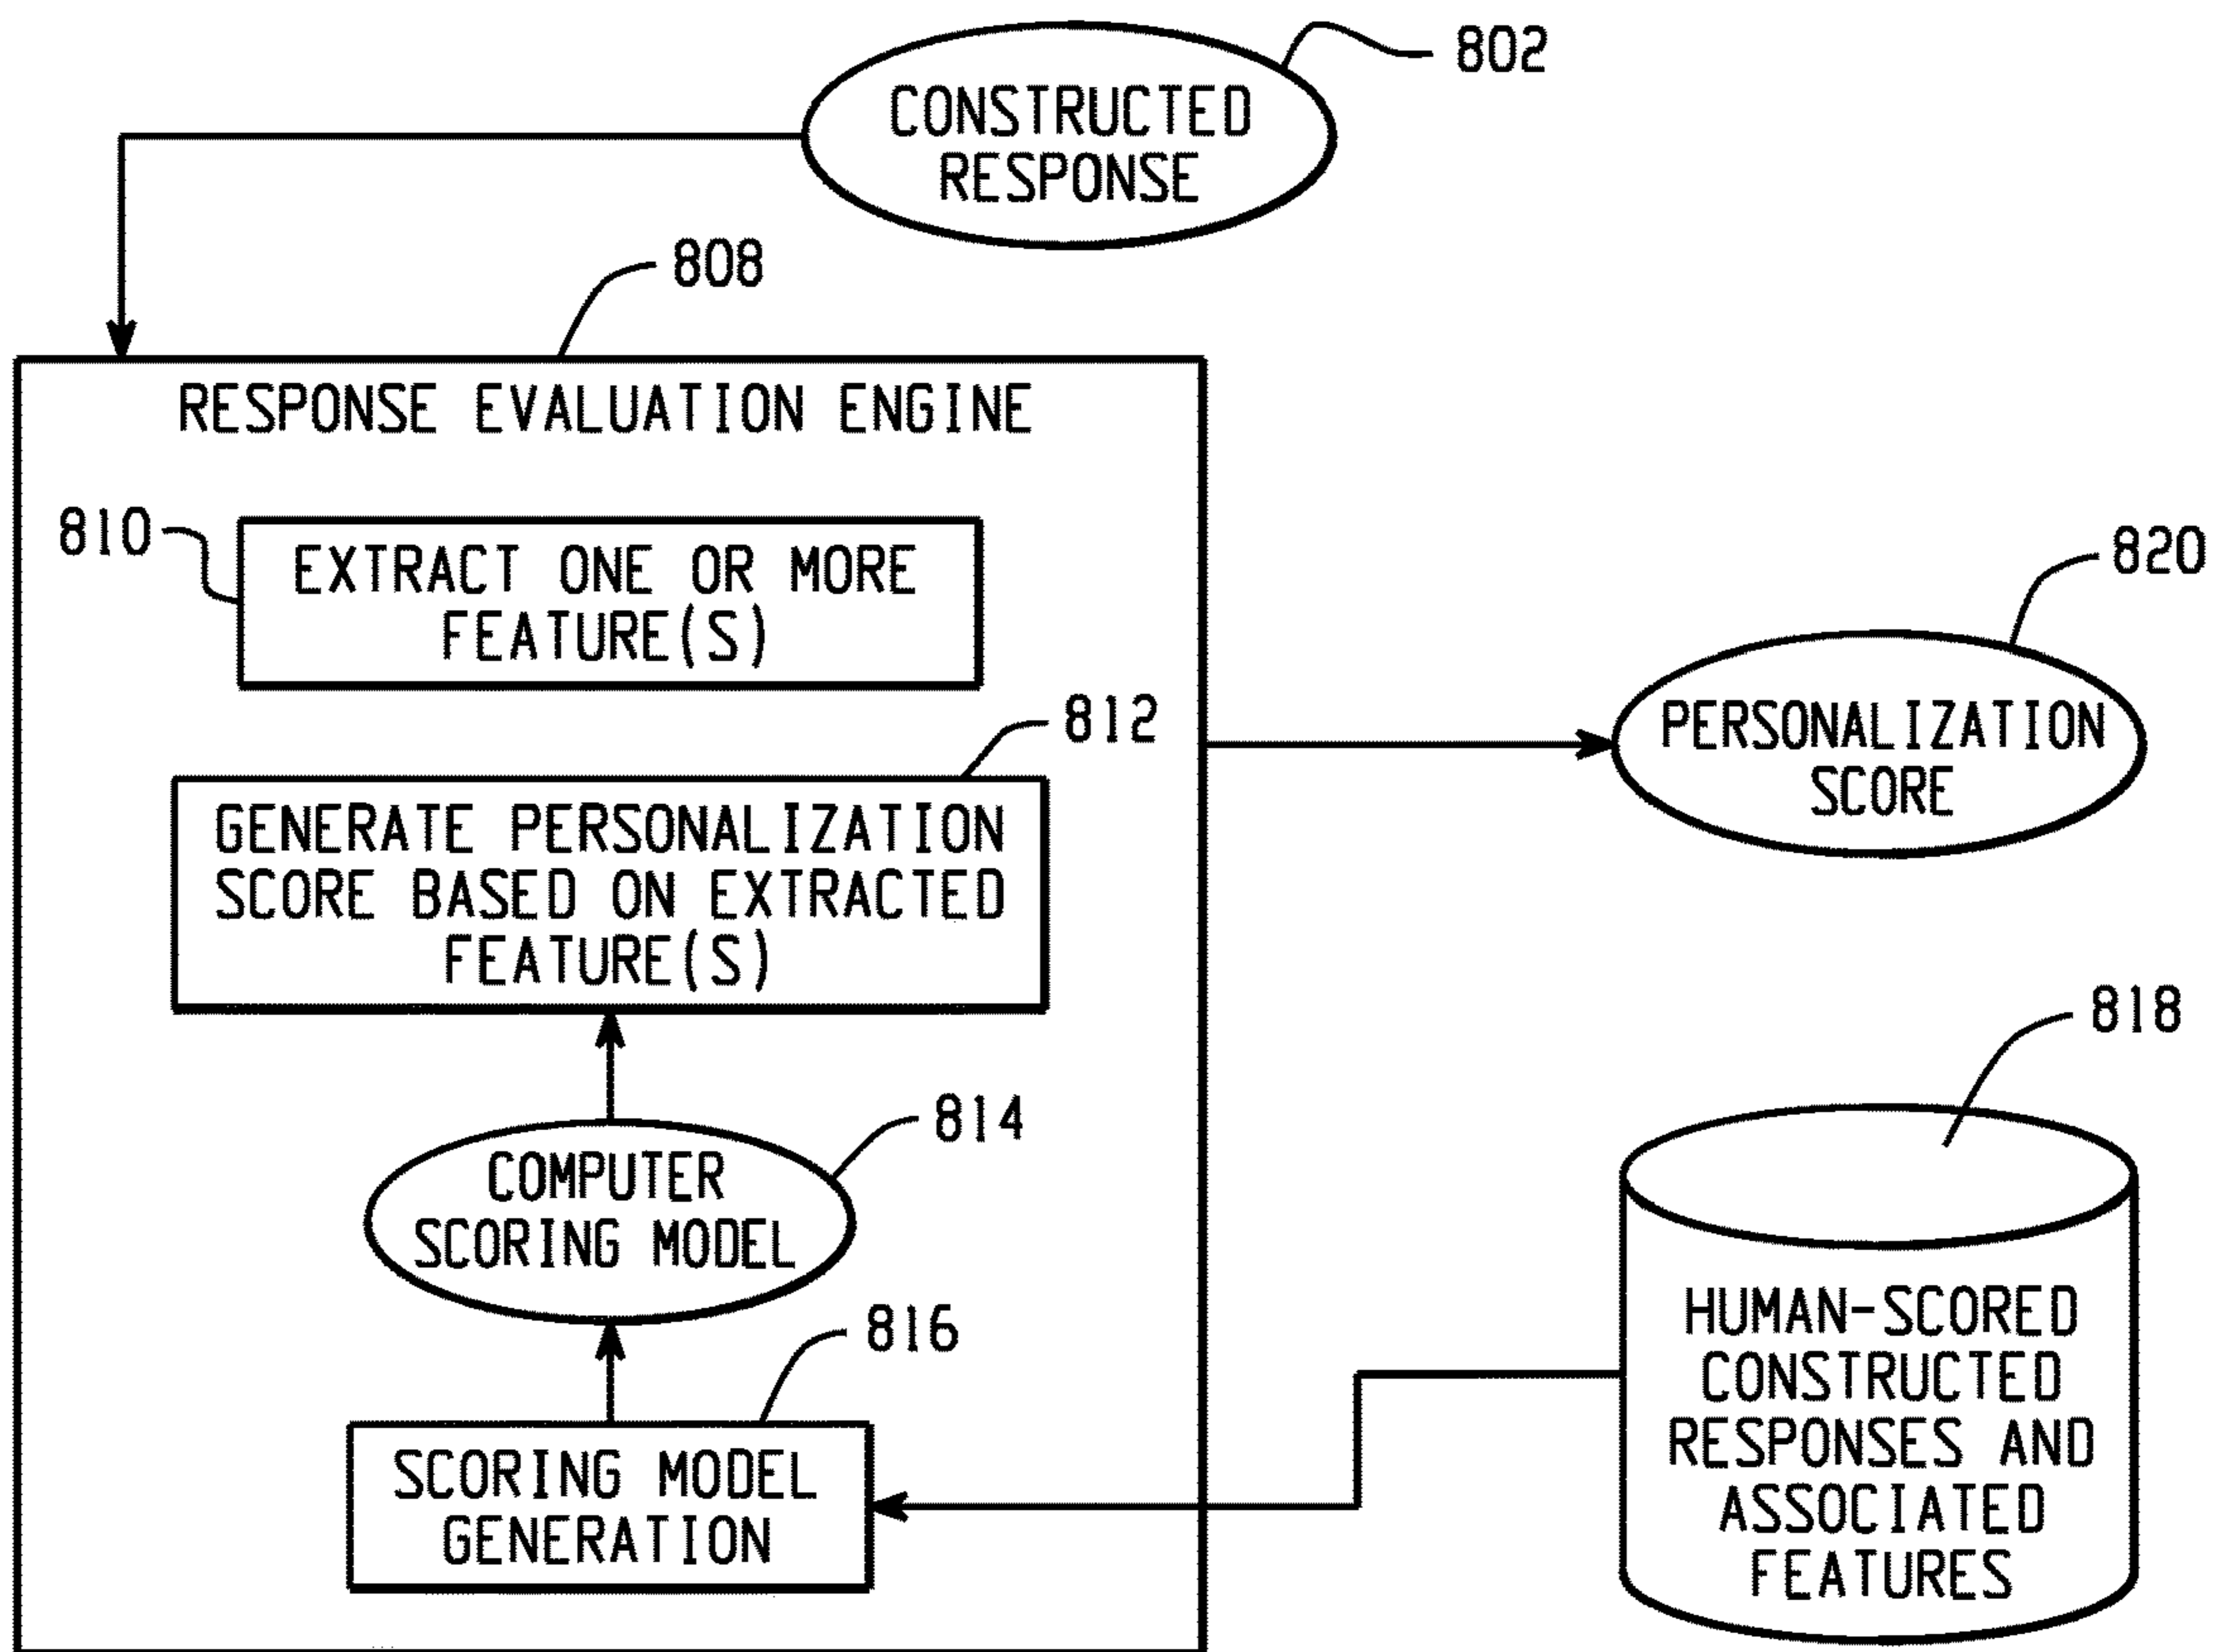 802
CONSTRUCTED
RESPONSE
808
RESPONSE EVALUATION ENGINE
810
EXTRACT ONE OR MORE
FEATURE(S)
812
GENERATE PERSONALIZATION
SCORE BASED ON EXTRACTED
FEATURE(S)
820
PERSONALIZATION
SCORE
814
COMPUTER
SCORING MODEL
816
SCORING MODEL
GENERATION
818
HUMAN-SCORED
CONSTRUCTED
RESPONSES AND
ASSOCIATED
FEATURES